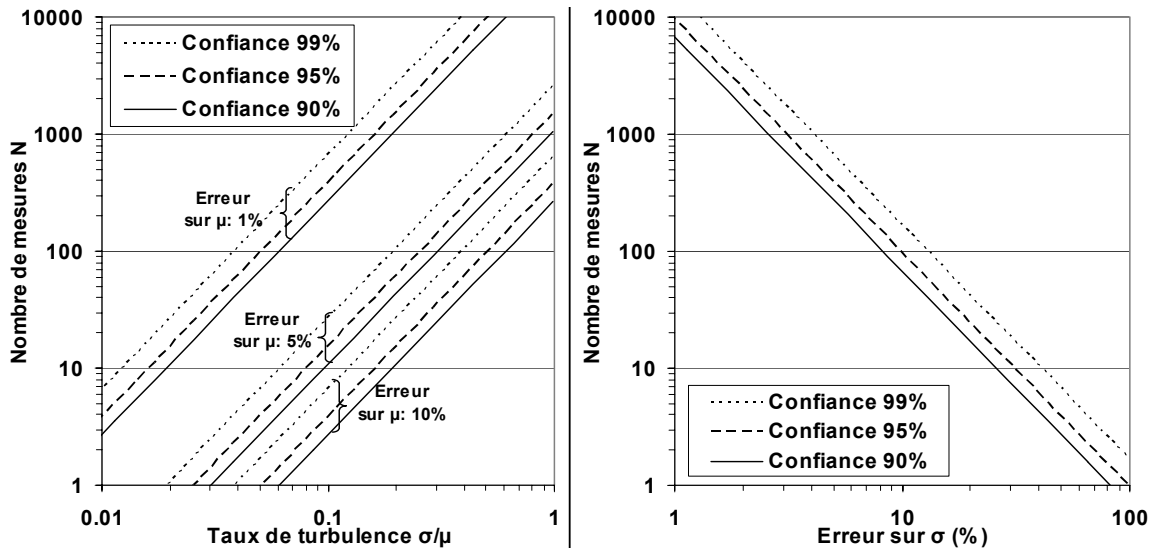 10000
1000
100
10
1
Nombre de mesures N
Confiance 99%
Confiance 95%
Confiance 90%
Erreur
sur µ: 1%
Erreur
sur µ: 5%
Erreur
sur µ: 10%
0.01
0.1
1
Taux de turbulence σ/µ
10000
1000
100
10
1
Nombre de mesures N
Confiance 99%
Confiance 95%
Confiance 90%
1
10
100
Erreur sur σ (%)